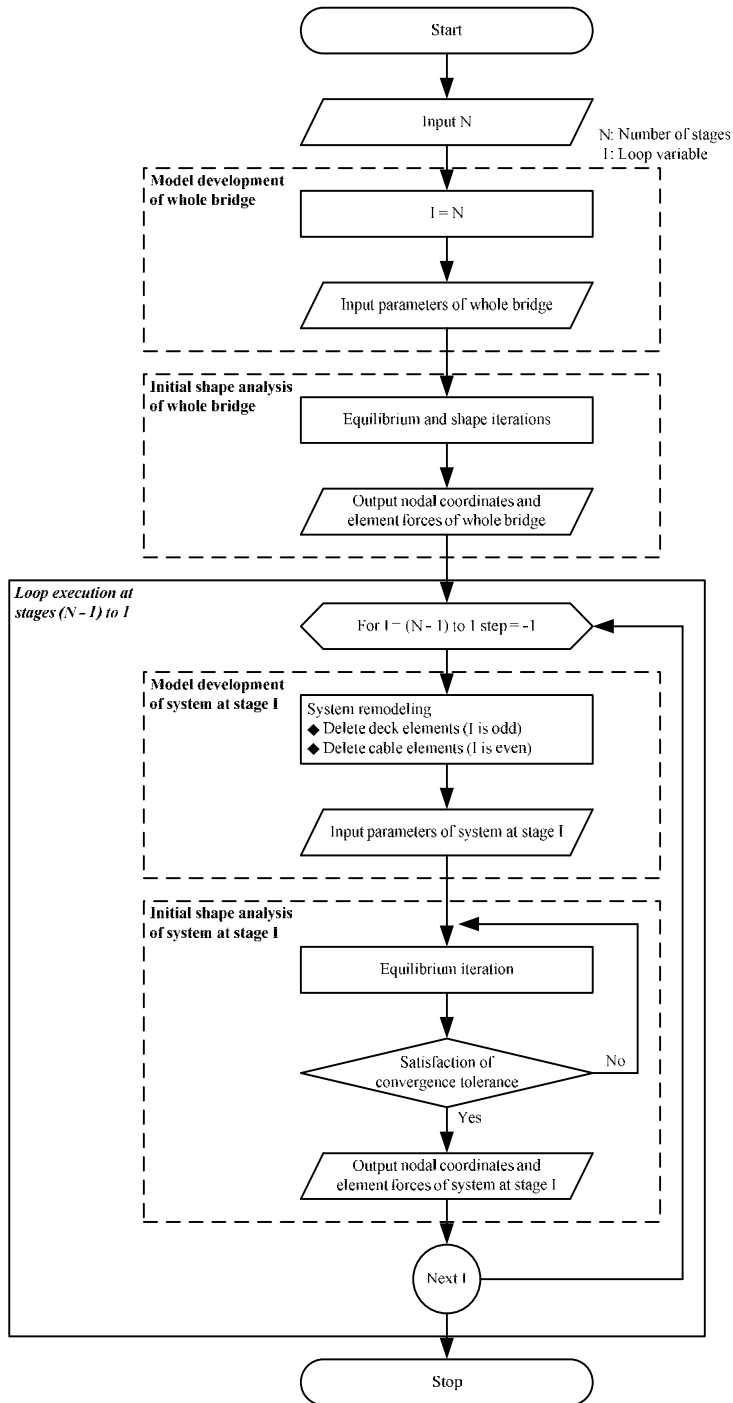 Start
Input N
N: Number of stages
I: Loop variable
Model development
of whole bridge
I = N
Input parameters of whole bridge
Initial shape analysis
of whole bridge
Equilibrium and shape iterations
Output nodal coordinates and
element forces of whole bridge
Loop execution at
stages (N - 1) to 1
For I = (N - 1) to 1 step = -1
Model development
of system at stage I
System remodeling
◆ Delete deck elements (I is odd)
◆ Delete cable elements (I is even)
Input parameters of system at stage I
Initial shape analysis
of system at stage I
Equilibrium iteration
Satisfaction of
convergence tolerance
No
Yes
Output nodal coordinates and
element forces of system at stage I
Next I
Stop